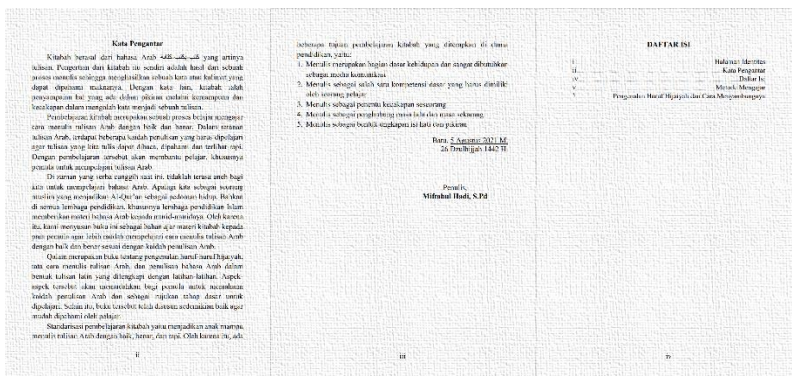 Kata Pengantar
Kitabah berasal dari bahasa Arab كتب يكتب كتابة yang artinya
tulisan. Pengertian dari kitabah itu sendiri adalah hasil dari sebuah
proses menulis sehingga menghasilkan sebuah kata atau kalimat yang
dapat dipahami maknanya. Dengan kata lain, kitabah ialah
penyampaian hal yang ada dalam pikiran melalui kemampuan dan
kecakapan dalam mengolah kata menjadi sebuah tulisan.
Pembelajaran kitabah merupakan sebuah proses belajar mengajar
cara menulis tulisan Arab dengan baik dan benar. Dalam tataran
tulisan Arab, terdapat beberapa kaidah penulisan yang harus dipelajari
agar tulisan yang kita tulis dapat dibaca, dipahami dan terlihat rapi.
Dengan pembelajaran tersebut akan membantu pelajar, khususnya
pemula untuk mempelajari tulisan Arab.
Di zaman yang serba canggih saat ini, tidaklah terasa aneh bagi
kita untuk mempelajari bahasa Arab. Apalagi kita sebagai seorang
muslim yang menjadikan Al-Qur'an sebagai pedoman hidup. Bahkan
di semua lembaga pendidikan, khususnya lembaga pendidikan Islam
memberikan materi bahasa Arab kepada murid-muridnya. Oleh karena
itu, kami menyusun buku ini sebagai bahan ajar materi kitabah kepada
para pemula agar lebih mudah mempelajari cara menulis tulisan Arab
dengan baik dan benar sesuai dengan kaidah penulisan Arab.
Qalam merupakan buku tentang pengenalan huruf-huruf hijaiyah,
tata cara menulis tulisan Arab, dan penulisan bahasa Arab dalam
bentuk tulisan latin yang dilengkapi dengan latihan-latihan. Aspek-
aspek tersebut akan memudahkan bagi pemula untuk memahami
kaidah penulisan Arab dan sebagai rujukan tahap dasar untuk
dipelajari. Selain itu, buku tersebut telah disusun sedemikian baik agar
mudah dipahami oleh pelajar.
Standarisasi pembelajaran kitabah yaitu menjadikan anak mampu
menulis tulisan Arab dengan baik, benar, dan rapi. Oleh karena itu, ada
ii
beberapa tujuan pembelajaran kitabah yang diterapkan di dunia
pendidikan, yaitu:
1. Menulis merupakan bagian dasar kehidupan dan sangat dibutuhkan
sebagai media komunikasi
2. Menulis sebagai salah satu kompetensi dasar yang harus dimiliki
oleh seorang pelajar
3. Menulis sebagai penentu kecakapan seseorang
4. Menulis sebagai penghubung masa lalu dan masa sekarang
5. Menulis sebagai bentuk ungkapan isi hati dan pikiran
Bara, 5 Agustus 2021 M.
26 Dzulhijjah 1442 H.
Penulis,
Miftahul Hadi, S.Pd
iii
DAFTAR ISI
i Halaman Identitas
ii Kata Pengantar
iv Daftar Isi
v Metode Mengajar
Pengenalan Huruf Hijaiyah dan Cara Menyambungnya
iv